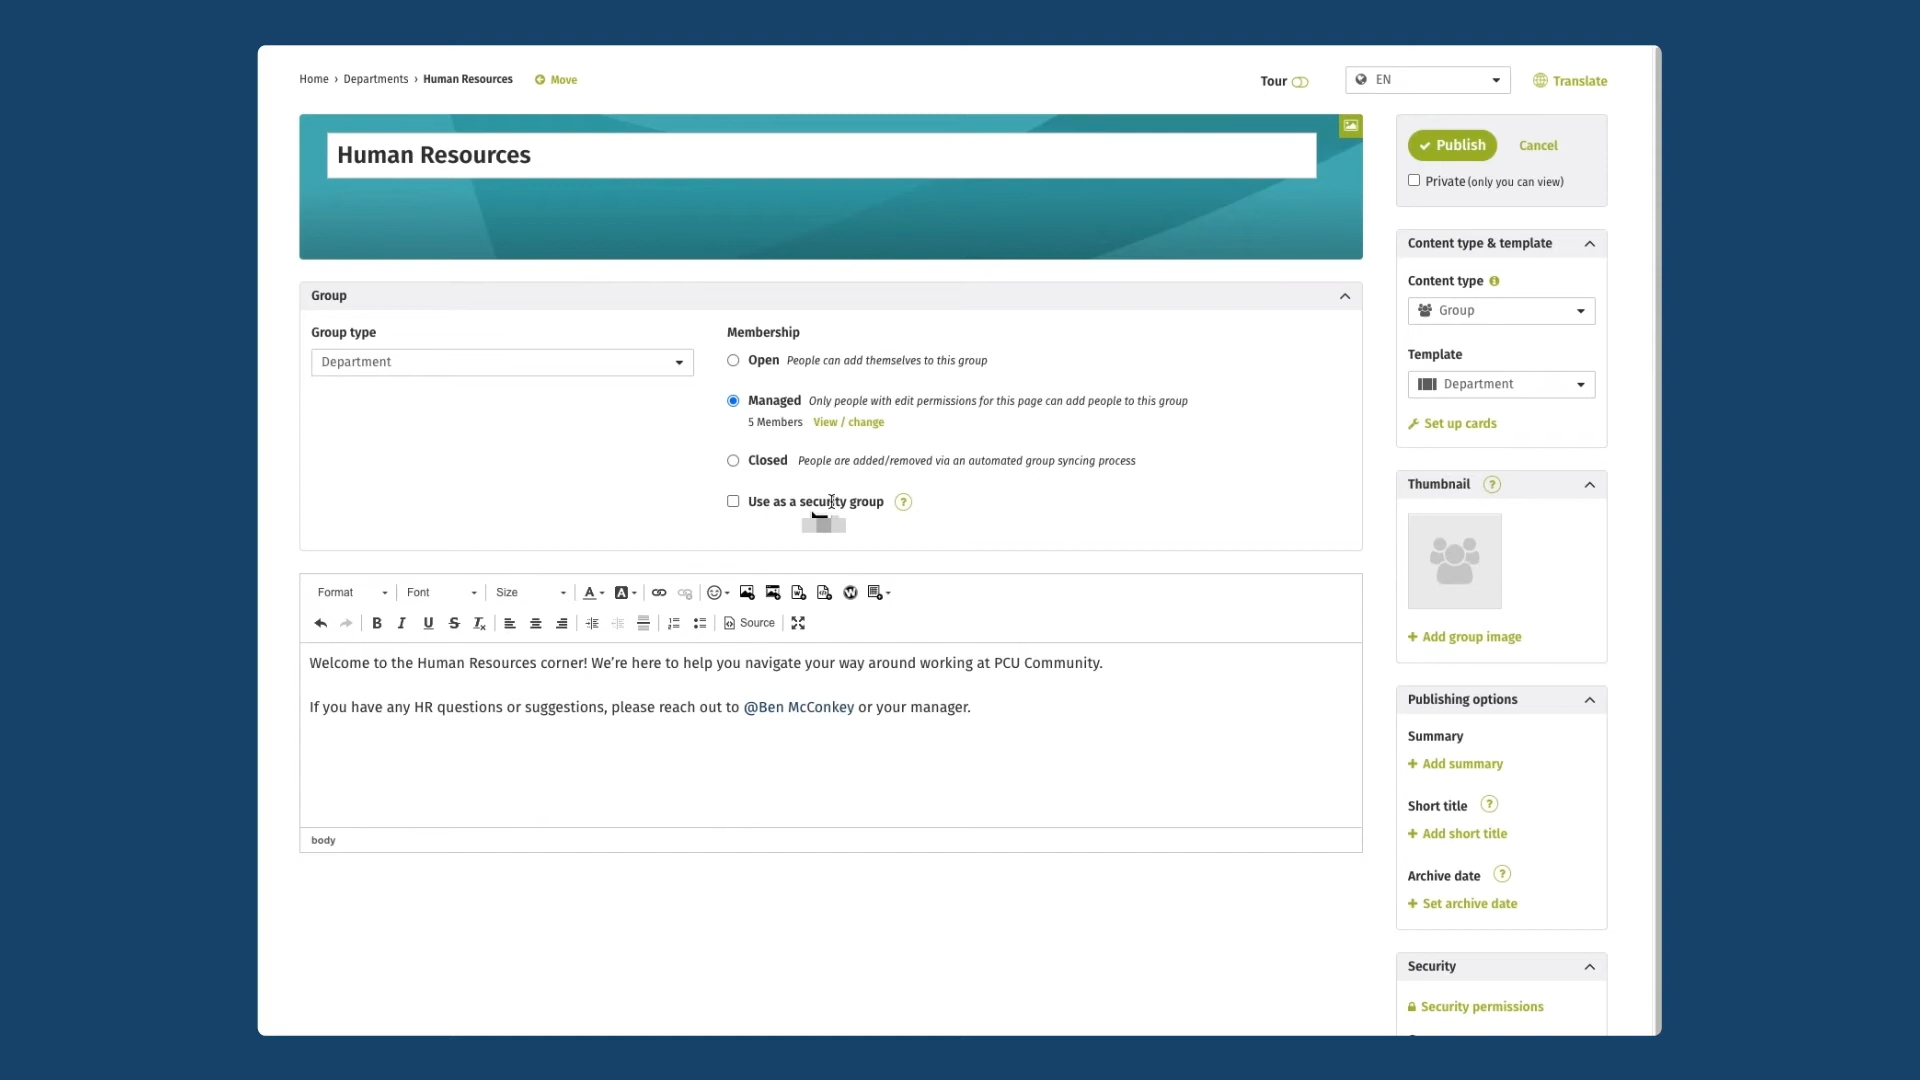 Home › Departments › Human Resources Move
Tour EN Translate
Human Resources
Publish Cancel
Private (only you can view)
Group
Group type
Department
Membership
Open People can add themselves to this group
Managed Only people with edit permissions for this page can add people to this group
5 Members View / change
Closed People are added/removed via an automated group syncing process
Use as a security group ?
Format Font Size
Source
Welcome to the Human Resources corner! We’re here to help you navigate your way around working at PCU Community.
If you have any HR questions or suggestions, please reach out to @Ben McConkey or your manager.
body
Content type & template
Content type
Group
Template
Department
Set up cards
Thumbnail ?
+ Add group image
Publishing options
Summary
+ Add summary
Short title ?
+ Add short title
Archive date ?
+ Set archive date
Security
Security permissions